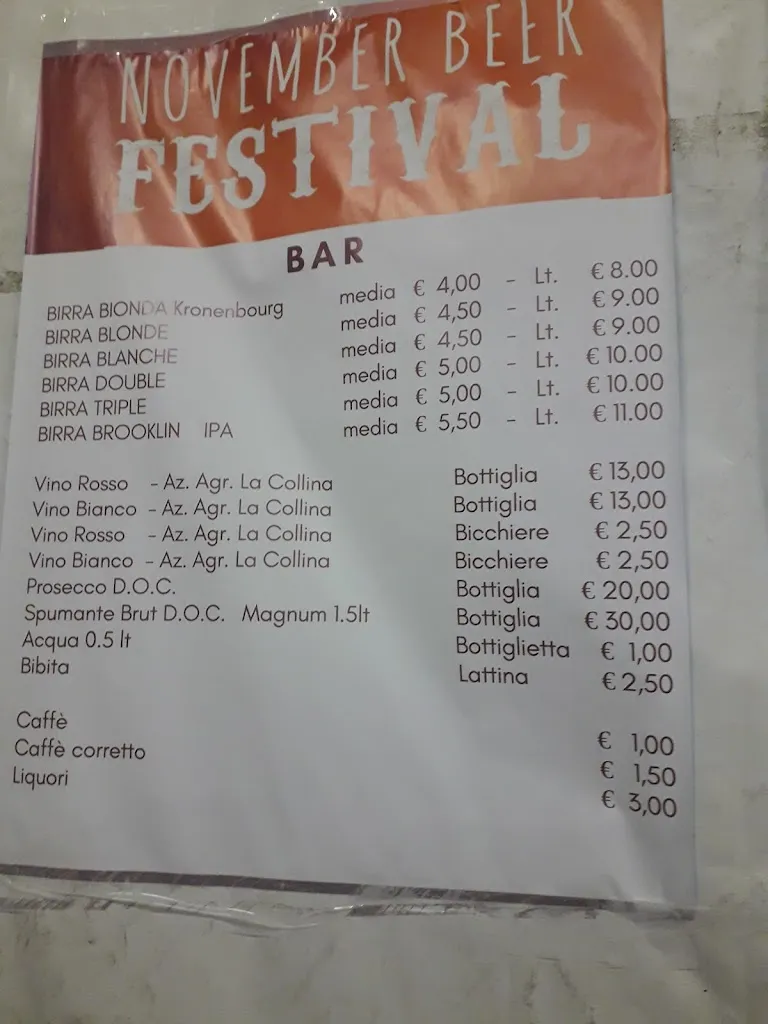 NOVEMBER BEER
FESTIVAL
BAR
BIRRA BIONDA Kronenbourg media € 4,00 - Lt. € 8.00
BIRRA BLONDE media € 4,50 - Lt. € 9.00
BIRRA BLANCHE media € 4,50 - Lt. € 9.00
BIRRA DOUBLE media € 5,00 - Lt. € 10.00
BIRRA TRIPLE media € 5,00 - Lt. € 10.00
BIRRA BROOKLIN IPA media € 5,50 - Lt. € 11.00
Vino Rosso - Az. Agr. La Collina Bottiglia € 13,00
Vino Bianco - Az. Agr. La Collina Bottiglia € 13,00
Vino Rosso - Az. Agr. La Collina Bicchiere € 2,50
Vino Bianco - Az. Agr. La Collina Bicchiere € 2,50
Prosecco D.O.C. Bottiglia € 20,00
Spumante Brut D.O.C. Magnum 1.5lt Bottiglia € 30,00
Acqua 0.5 lt Bottiglietta € 1,00
Bibita Lattina € 2,50
Caffè € 1,00
Caffè corretto € 1,50
Liquori € 3,00